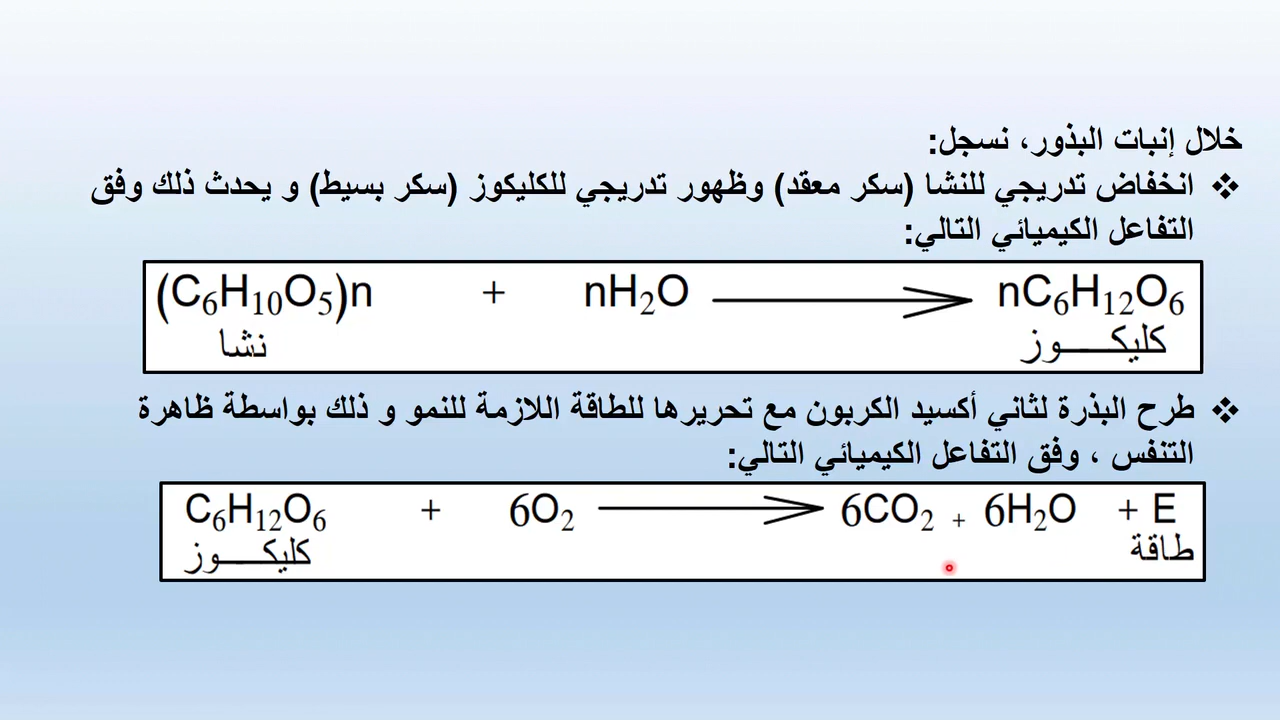 خلال إنبات البذور، نسجل:
❖ انخفاض تدريجي للنشا (سكر معقد) وظهور تدريجي للكليكوز (سكر بسيط) و يحدث ذلك وفق
التفاعل الكيميائي التالي:
(C₆H₁₀O₅)n + nH₂O ⟶ nC₆H₁₂O₆
نشا كليكـــــوز
❖ طرح البذرة لثاني أكسيد الكربون مع تحريرها للطاقة اللازمة للنمو و ذلك بواسطة ظاهرة
التنفس ، وفق التفاعل الكيميائي التالي:
C₆H₁₂O₆ + 6O₂ ⟶ 6CO₂ + 6H₂O + E
كليكـــــوز طاقة